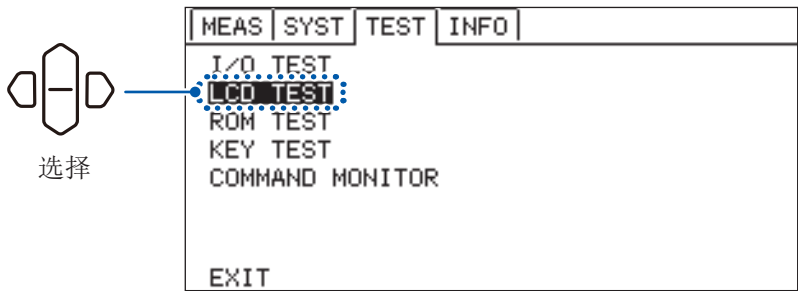 MEAS SYST TEST INFO
I/O TEST
LCD TEST
ROM TEST
KEY TEST
COMMAND MONITOR
EXIT
选择